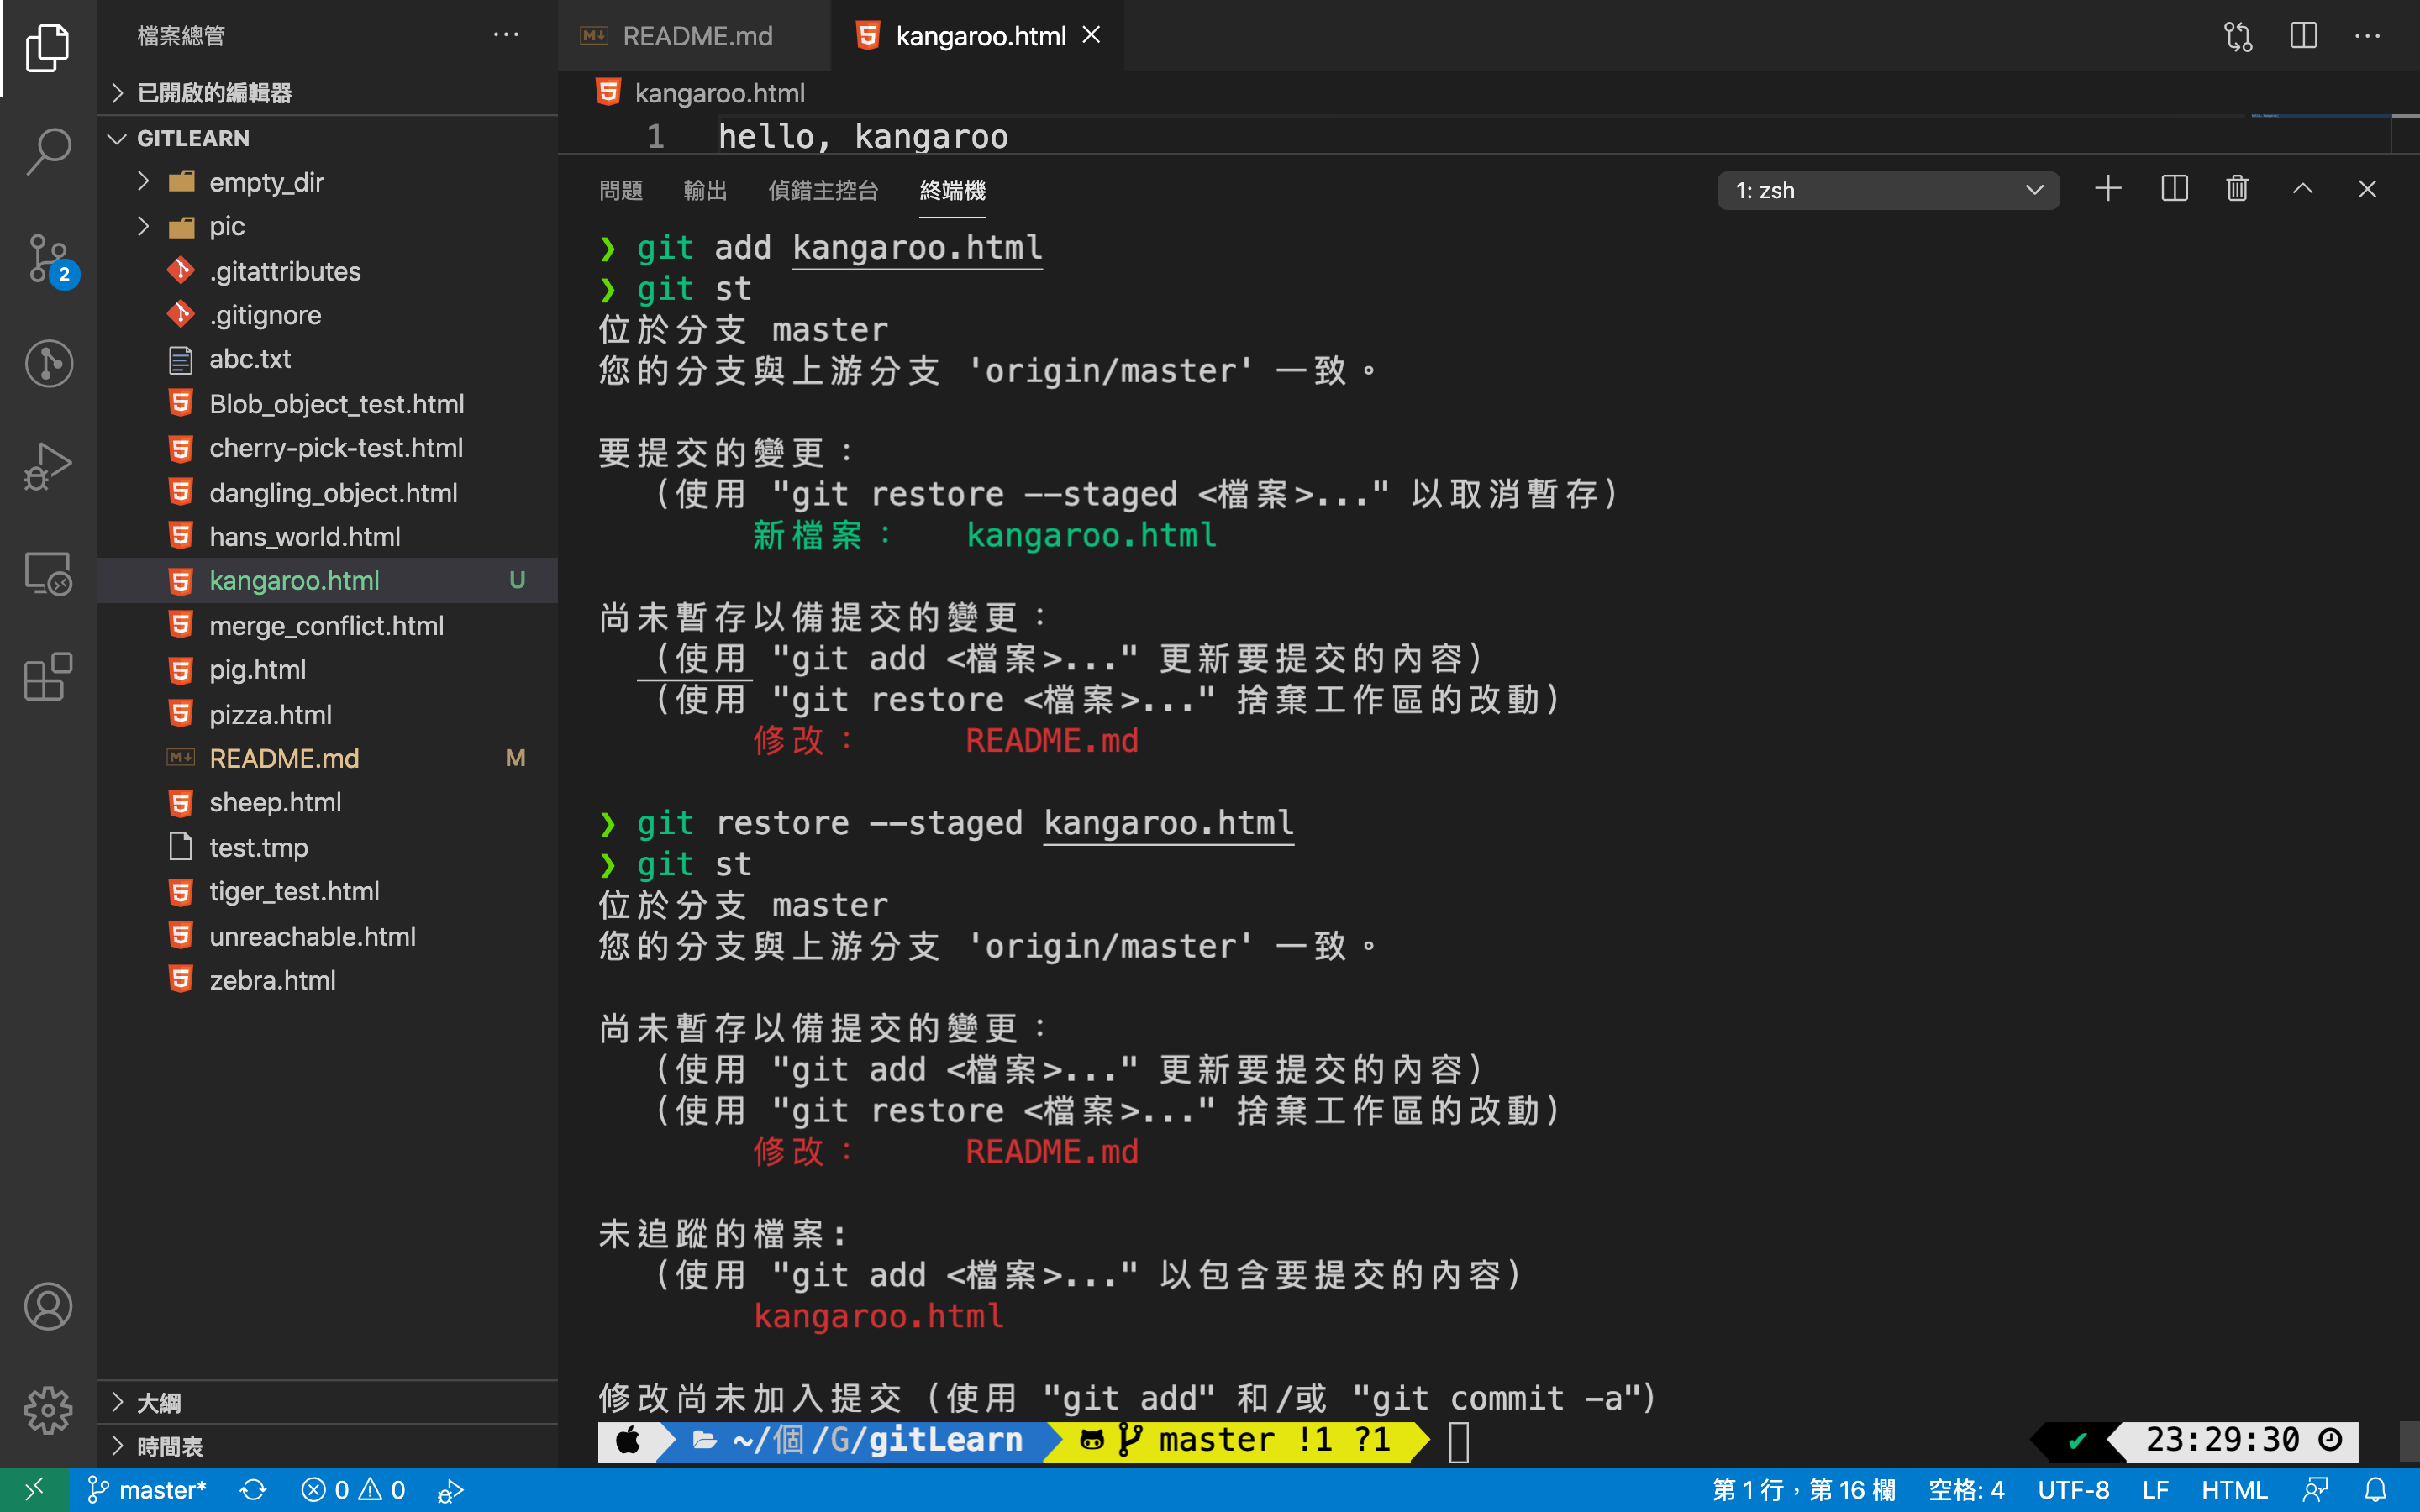 檔案總管
已開啟的編輯器
GITLEARN
empty_dir
pic
.gitattributes
.gitignore
abc.txt
Blob_object_test.html
cherry-pick-test.html
dangling_object.html
hans_world.html
kangaroo.html U
merge_conflict.html
pig.html
pizza.html
README.md M
sheep.html
test.tmp
tiger_test.html
unreachable.html
zebra.html
大綱
時間表
2
README.md
kangaroo.html
kangaroo.html
1 hello, kangaroo
問題 輸出 偵錯主控台 終端機
1: zsh
❯ git add kangaroo.html
❯ git st
位於分支 master
您的分支與上游分支 'origin/master' 一致。
要提交的變更：
（使用 "git restore --staged <檔案>..." 以取消暫存）
新檔案： kangaroo.html
尚未暫存以備提交的變更：
（使用 "git add <檔案>..." 更新要提交的內容）
（使用 "git restore <檔案>..." 捨棄工作區的改動）
修改： README.md
❯ git restore --staged kangaroo.html
❯ git st
位於分支 master
您的分支與上游分支 'origin/master' 一致。
尚未暫存以備提交的變更：
（使用 "git add <檔案>..." 更新要提交的內容）
（使用 "git restore <檔案>..." 捨棄工作區的改動）
修改： README.md
未追蹤的檔案:
（使用 "git add <檔案>..." 以包含要提交的內容）
kangaroo.html
修改尚未加入提交（使用 "git add" 和/或 "git commit -a"）
~/個/G/gitLearn master !1 ?1 ✔ 23:29:30
master* 0 0 第 1 行，第 16 欄 空格: 4 UTF-8 LF HTML